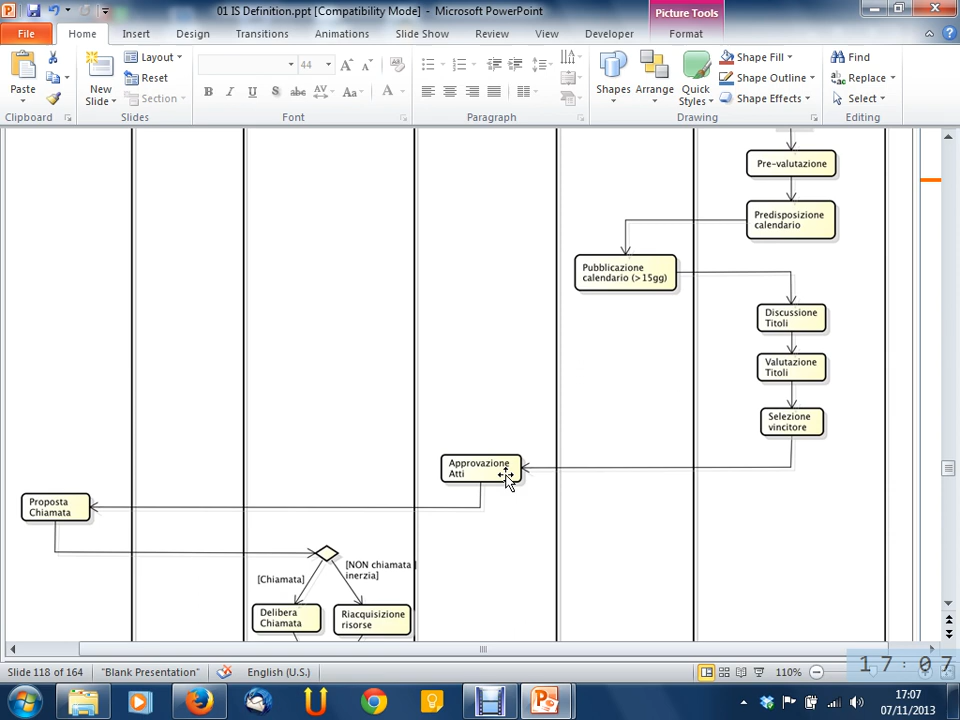 01 IS Definition.ppt [Compatibility Mode] - Microsoft PowerPoint
Picture Tools
File
Home
Insert
Design
Transitions
Animations
Slide Show
Review
View
Developer
Format
Paste
New
Slide
Layout
Reset
Section
44
B I U S abc AV Aa A
Shapes
Arrange
Quick
Styles
Shape Fill
Shape Outline
Shape Effects
Find
Replace
Select
Clipboard
Slides
Font
Paragraph
Drawing
Editing
Pre-valutazione
Predisposizione
calendario
Pubblicazione
calendario (>15gg)
Discussione
Titoli
Valutazione
Titoli
Selezione
vincitore
Approvazione
Atti
Proposta
Chiamata
[NON chiamata
inerzia]
[Chiamata]
Delibera
Chiamata
Riacquisizione
risorse
Slide 118 of 164
"Blank Presentation"
English (U.S.)
110%
17:07
17:07
07/11/2013